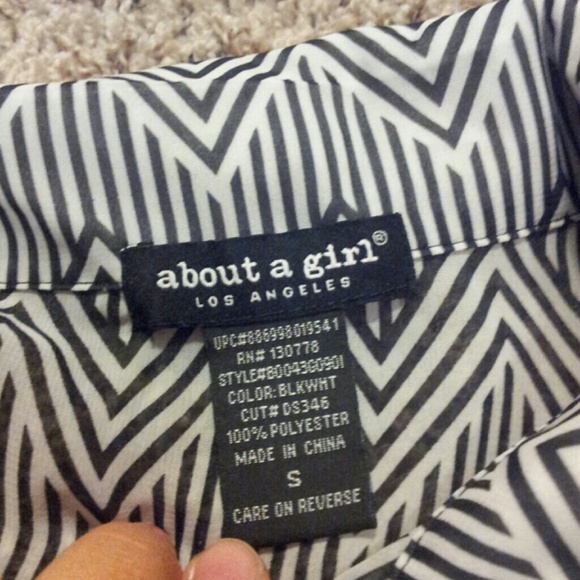 about a girl®
LOS ANGELES
UPC#886998019541
RN# 130778
STYLE#B0043G0901
COLOR:BLKWHT
CUT# DS346
100% POLYESTER
MADE IN CHINA
S
CARE ON REVERSE